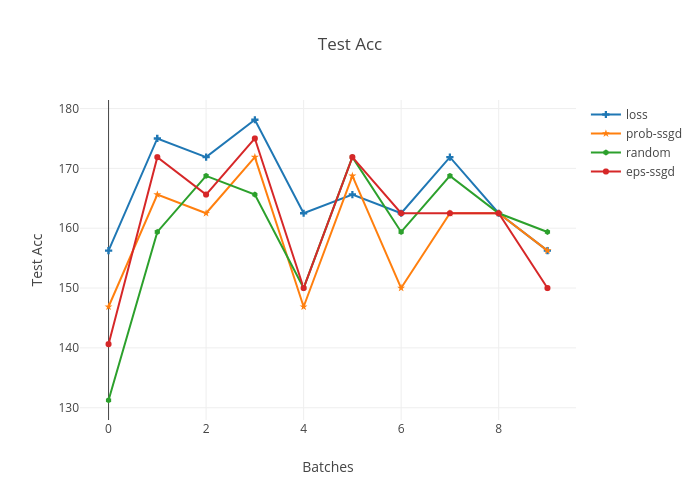 Test Acc
180
170
160
150
140
130
Test Acc
0
2
4
6
8
Batches
loss
prob-ssgd
random
eps-ssgd